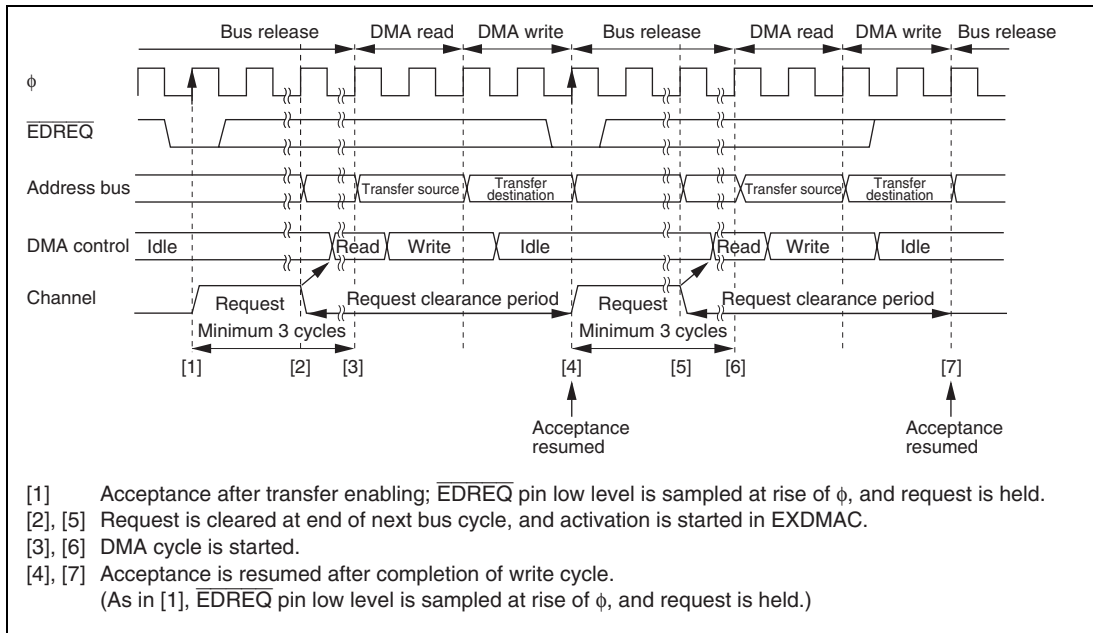 Bus release DMA read DMA write Bus release DMA read DMA write Bus release
ϕ
EDREQ
Address bus Transfer source Transfer destination Transfer source Transfer destination
DMA control Idle Read Write Idle Read Write Idle
Channel Request Request clearance period Request Request clearance period
Minimum 3 cycles Minimum 3 cycles
[1] [2] [3] [4] [5] [6] [7]
Acceptance resumed Acceptance resumed
[1] Acceptance after transfer enabling; EDREQ pin low level is sampled at rise of ϕ, and request is held.
[2], [5] Request is cleared at end of next bus cycle, and activation is started in EXDMAC.
[3], [6] DMA cycle is started.
[4], [7] Acceptance is resumed after completion of write cycle.
(As in [1], EDREQ pin low level is sampled at rise of ϕ, and request is held.)